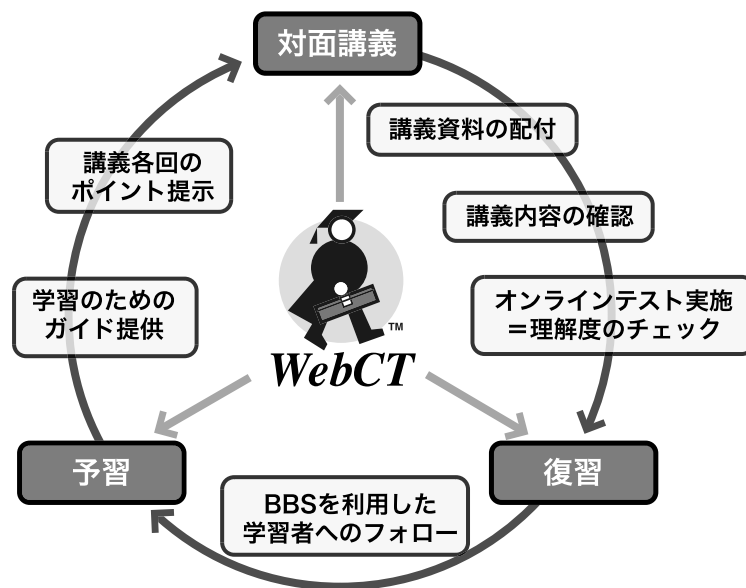 対面講義
講義資料の配付
講義各回の
ポイント提示
講義内容の確認
学習のための
ガイド提供
オンラインテスト実施
＝理解度のチェック
TM
WebCT
予習
復習
BBSを利用した
学習者へのフォロー